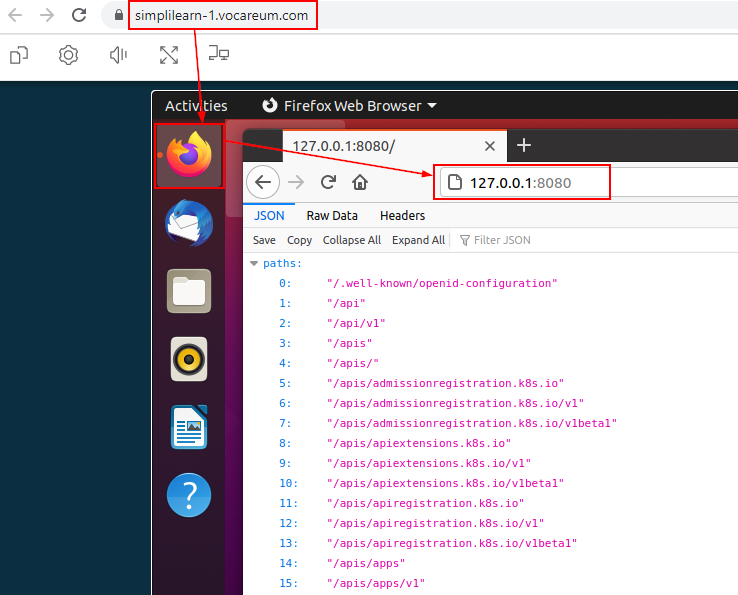 simplilearn-1.vocareum.com
Activities Firefox Web Browser
127.0.0.1:8080/
127.0.0.1:8080
JSON Raw Data Headers
Save Copy Collapse All Expand All Filter JSON
paths:
0: "/.well-known/openid-configuration"
1: "/api"
2: "/api/v1"
3: "/apis"
4: "/apis/"
5: "/apis/admissionregistration.k8s.io"
6: "/apis/admissionregistration.k8s.io/v1"
7: "/apis/admissionregistration.k8s.io/v1beta1"
8: "/apis/apiextensions.k8s.io"
9: "/apis/apiextensions.k8s.io/v1"
10: "/apis/apiextensions.k8s.io/v1beta1"
11: "/apis/apiregistration.k8s.io"
12: "/apis/apiregistration.k8s.io/v1"
13: "/apis/apiregistration.k8s.io/v1beta1"
14: "/apis/apps"
15: "/apis/apps/v1"